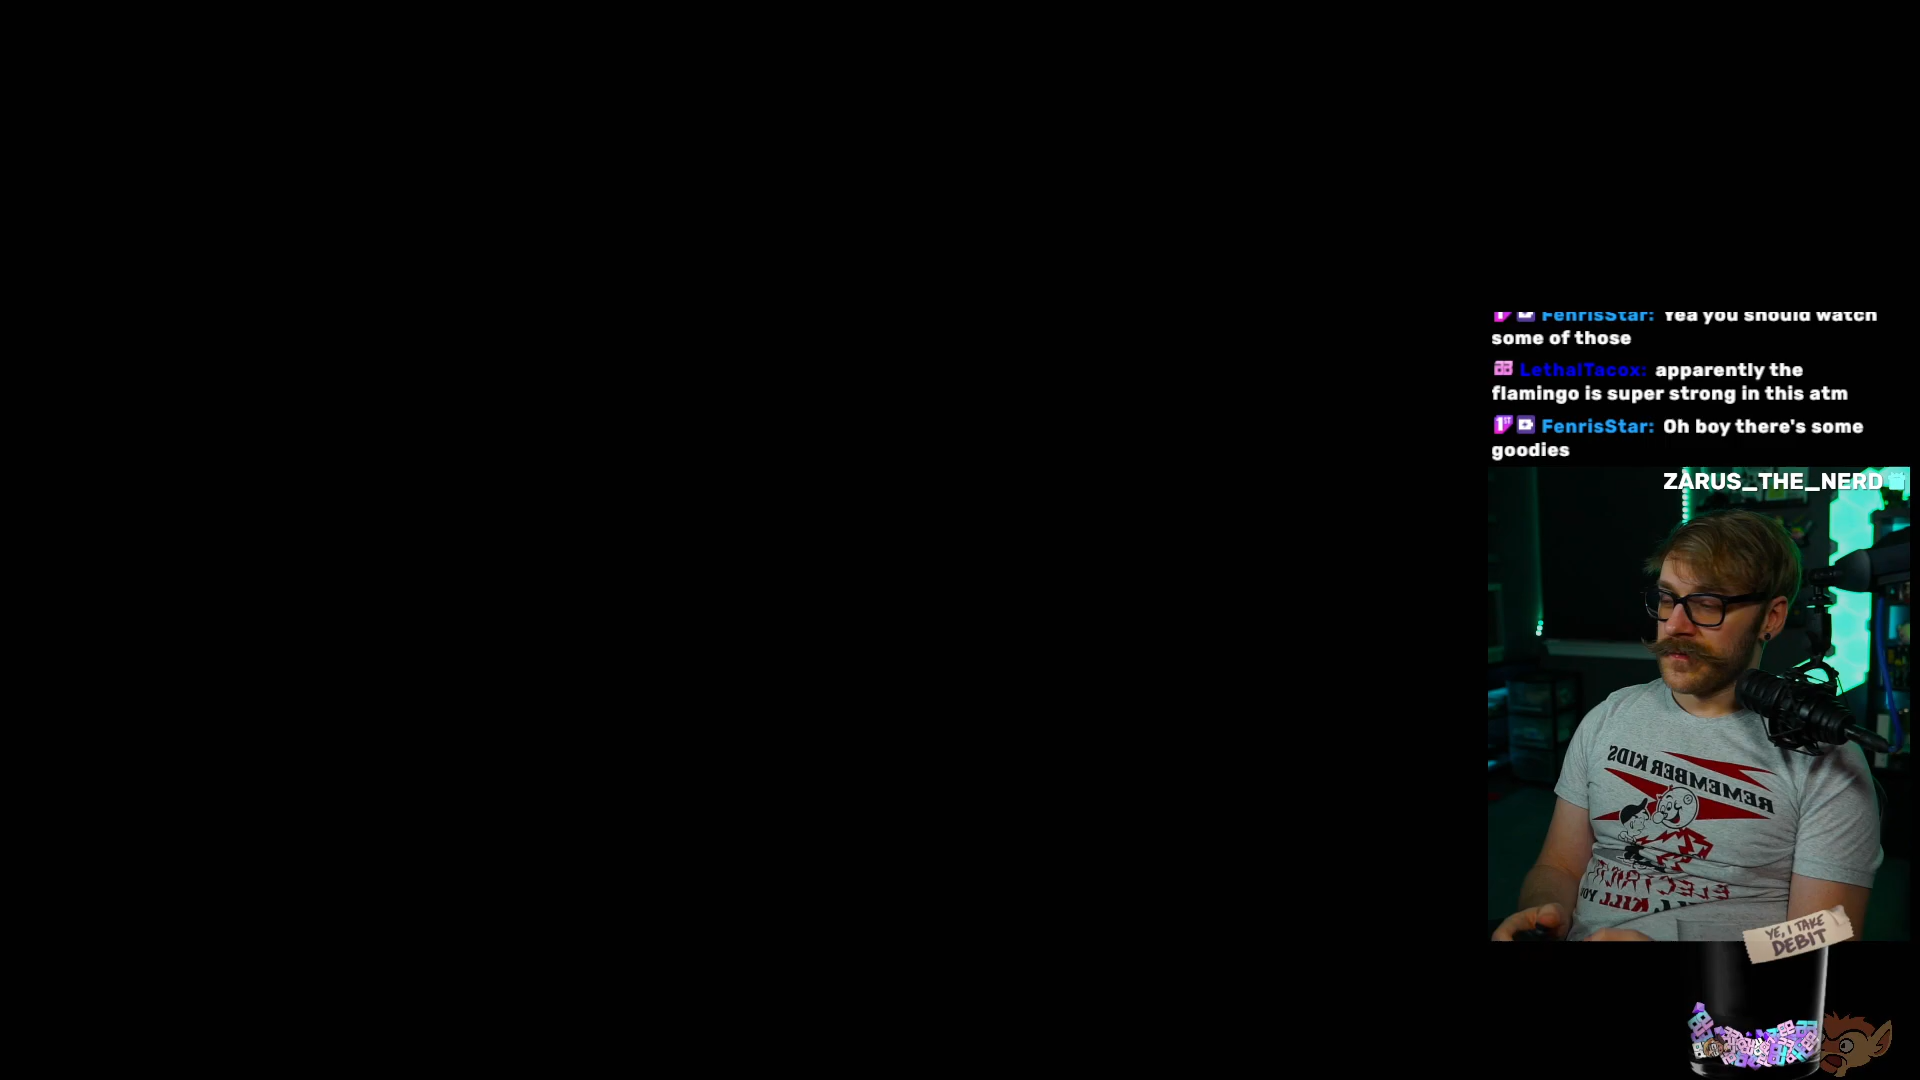 FenrisStar: Yea you should watch
some of those
LethalTacox: apparently the
flamingo is super strong in this atm
FenrisStar: Oh boy there's some
goodies
ZARUS_THE_NERD
REMEMBER KIDS
ELECTRICITY
WILL KILL YOU
YE, I TAKE
DEBIT